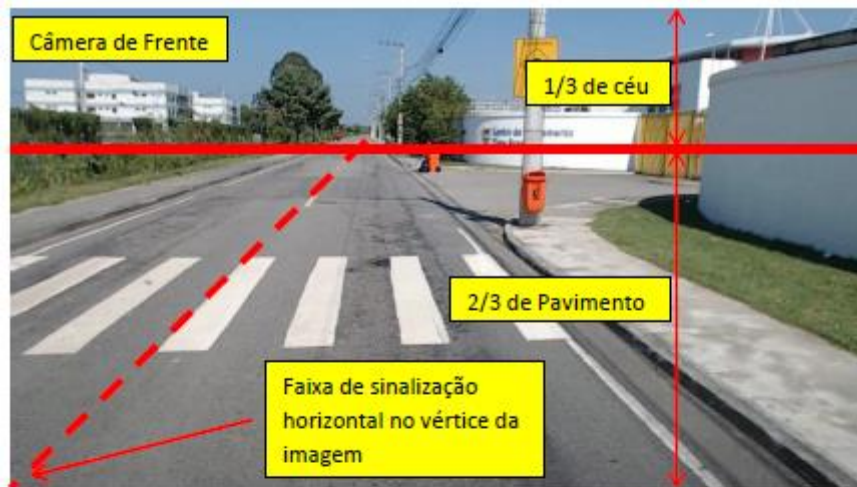 Câmera de Frente
1/3 de céu
2/3 de Pavimento
Faixa de sinalização
horizontal no vértice da
imagem